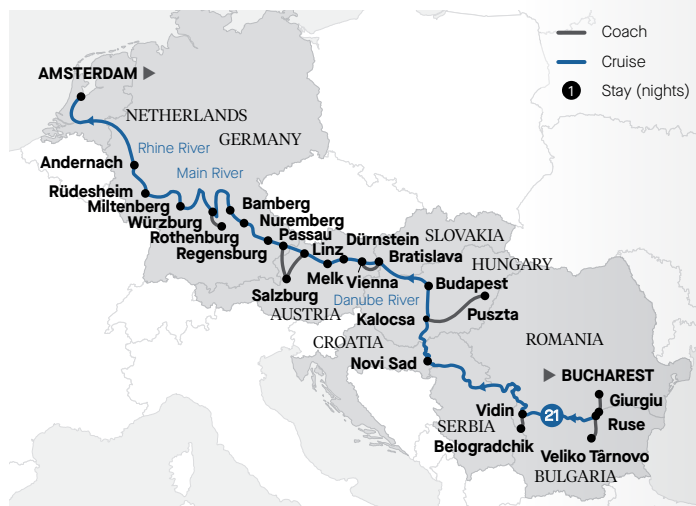 Coach
Cruise
1 Stay (nights)
AMSTERDAM
NETHERLANDS
GERMANY
Rhine River
Andernach
Main River
Rüdesheim
Miltenberg
Bamberg
Würzburg
Nuremberg
Rothenburg
Passau
Regensburg
Linz
Dürnstein
SLOVAKIA
Bratislava
HUNGARY
Melk
Vienna
Budapest
Salzburg
Danube River
AUSTRIA
Kalocsa
Puszta
CROATIA
ROMANIA
Novi Sad
BUCHAREST
Giurgiu
Vidin
21
Ruse
SERBIA
Belogradchik
Veliko Târnovo
BULGARIA